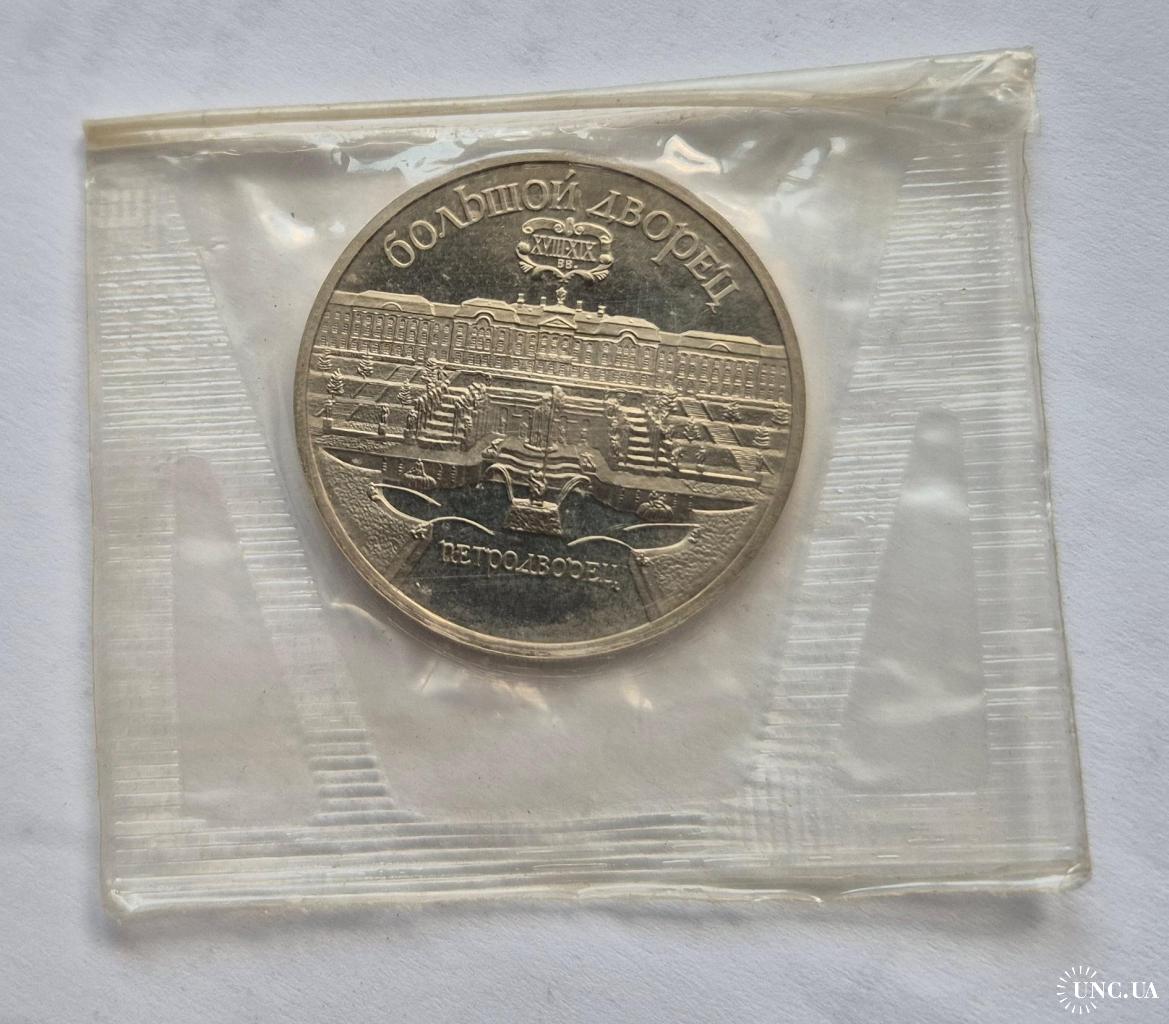 большой дворец
XVIII-XIX
ВВ.
петродворец
UNC.UA